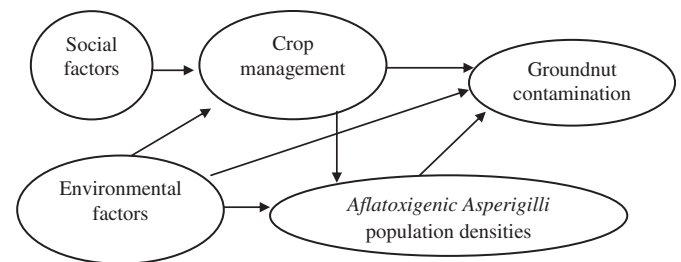 Social
factors
Crop
management
Groundnut
contamination
Environmental
factors
Aflatoxigenic Asperigilli
population densities